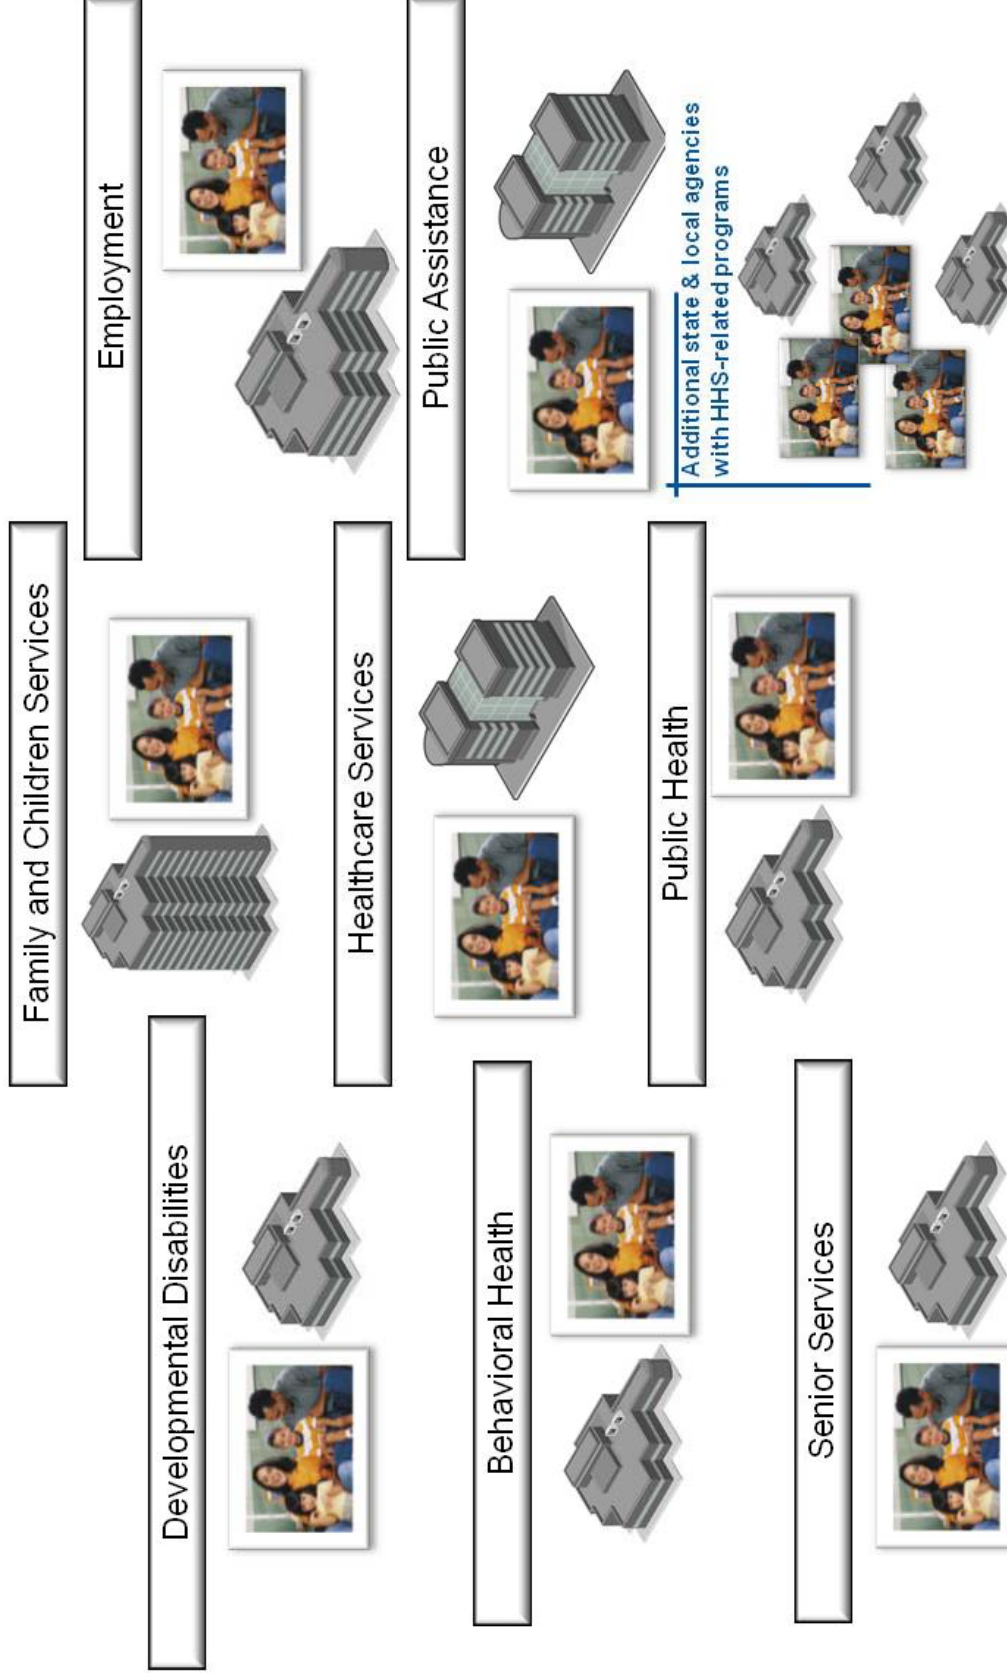 Family and Children Services
Employment
Developmental Disabilities
Healthcare Services
Public Assistance
Behavioral Health
Public Health
Additional state & local agencies
with HHS-related programs
Senior Services